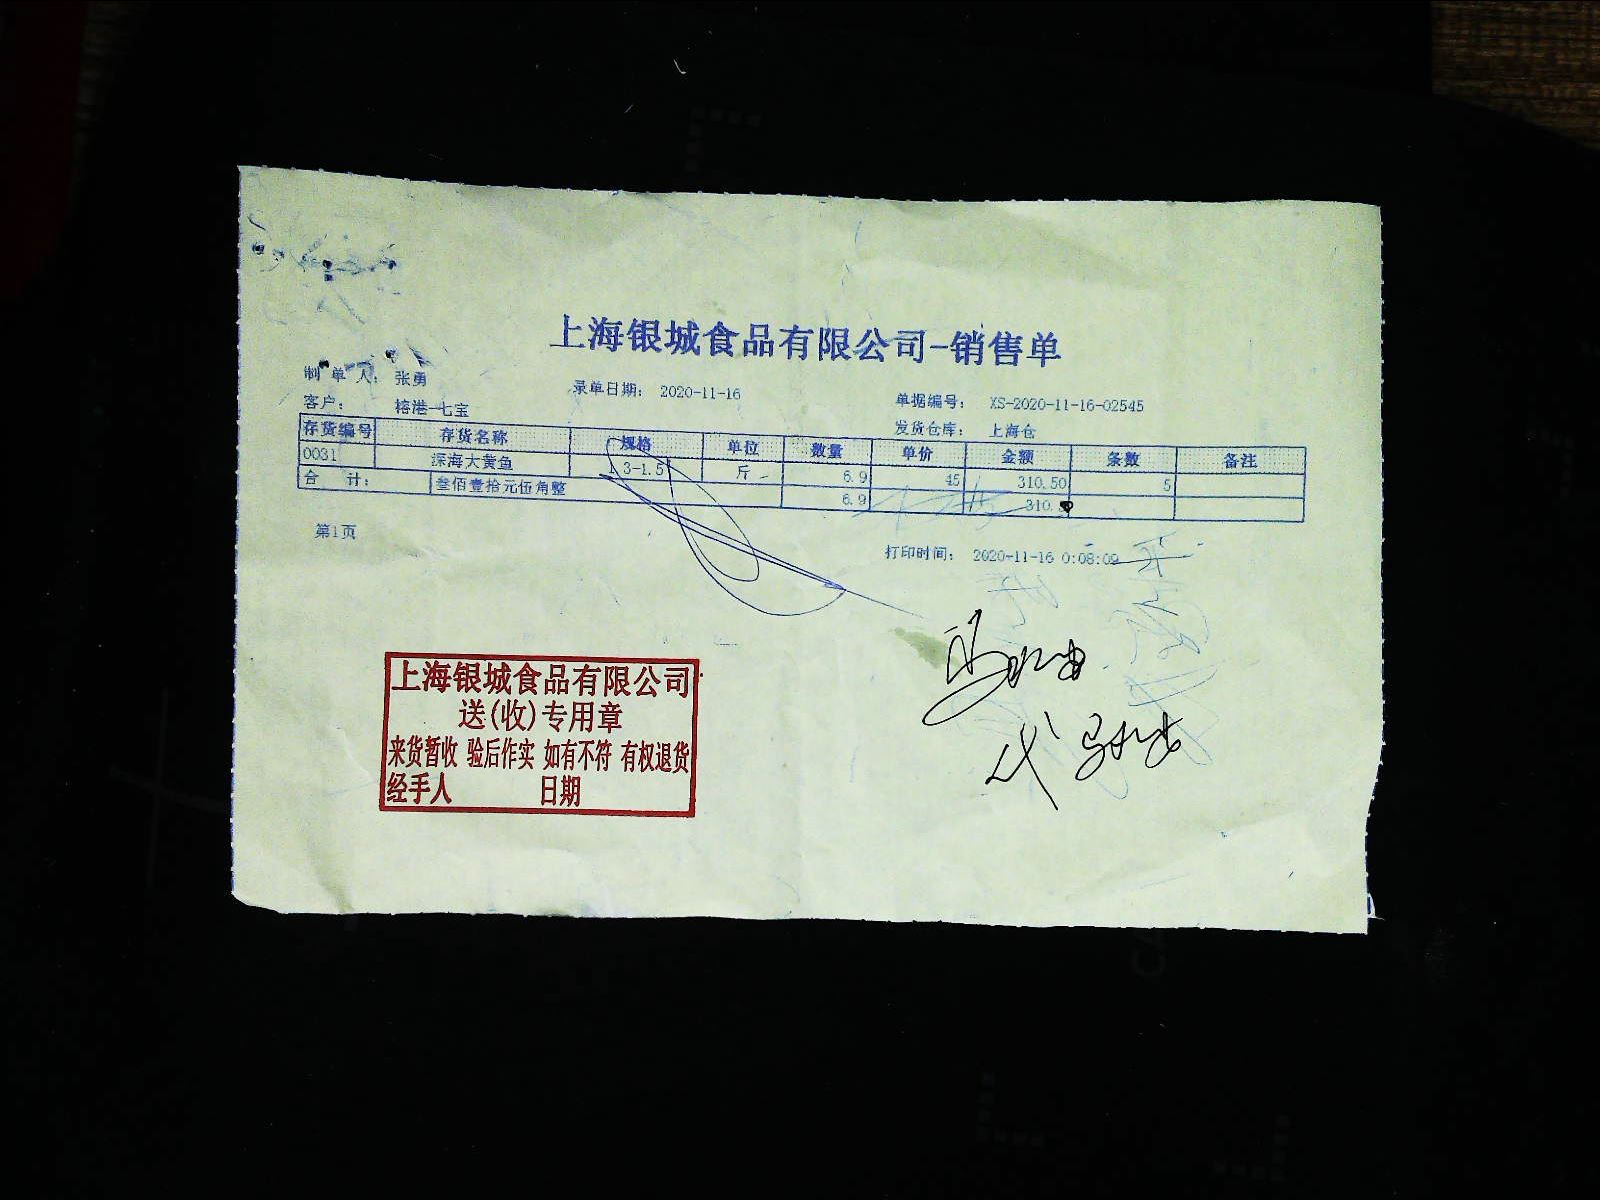 上海银城食品有限公司-销售单
制 单 人： 张勇 录单日期： 2020-11-16 单据编号： XS-2020-11-16-02545
客户： 榕港-七宝 发货仓库： 上海仓
存货编号 存货名称 规格 单位 数量 单价 金额 条数 备注
0031 深海大黄鱼 1.3-1.5 斤 6.9 45 310.50 5
合 计： 叁佰壹拾元伍角整 6.9 310.
第1页 打印时间： 2020-11-16 0:08:09
上海银城食品有限公司
送(收)专用章
来货暂收 验后作实 如有不符 有权退货
经手人 日期
代